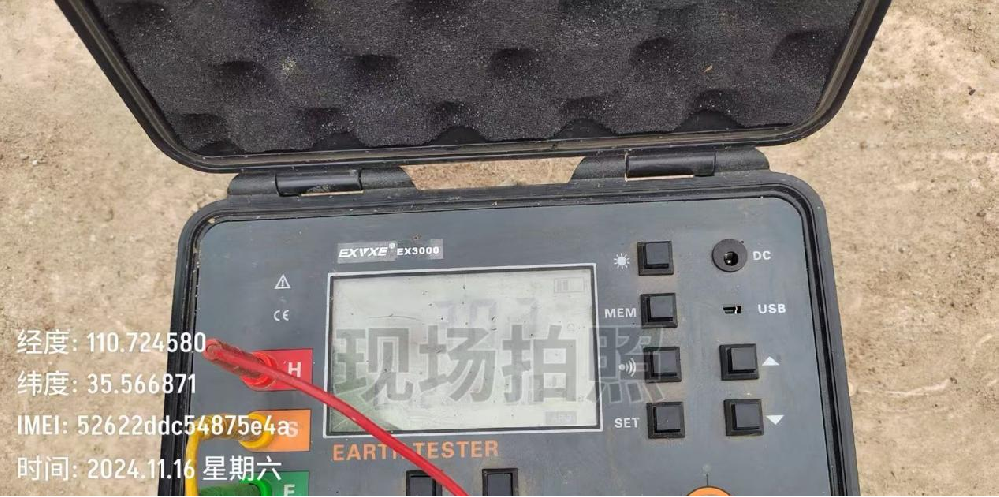 EXVXE® EX3000
DC
CE
MEM
USB
现场拍照
经度: 110.724580
H
纬度: 35.566871
SET
IMEI: 52622ddc54875e4a
S
EARTH TESTER
时间: 2024.11.16 星期六
E